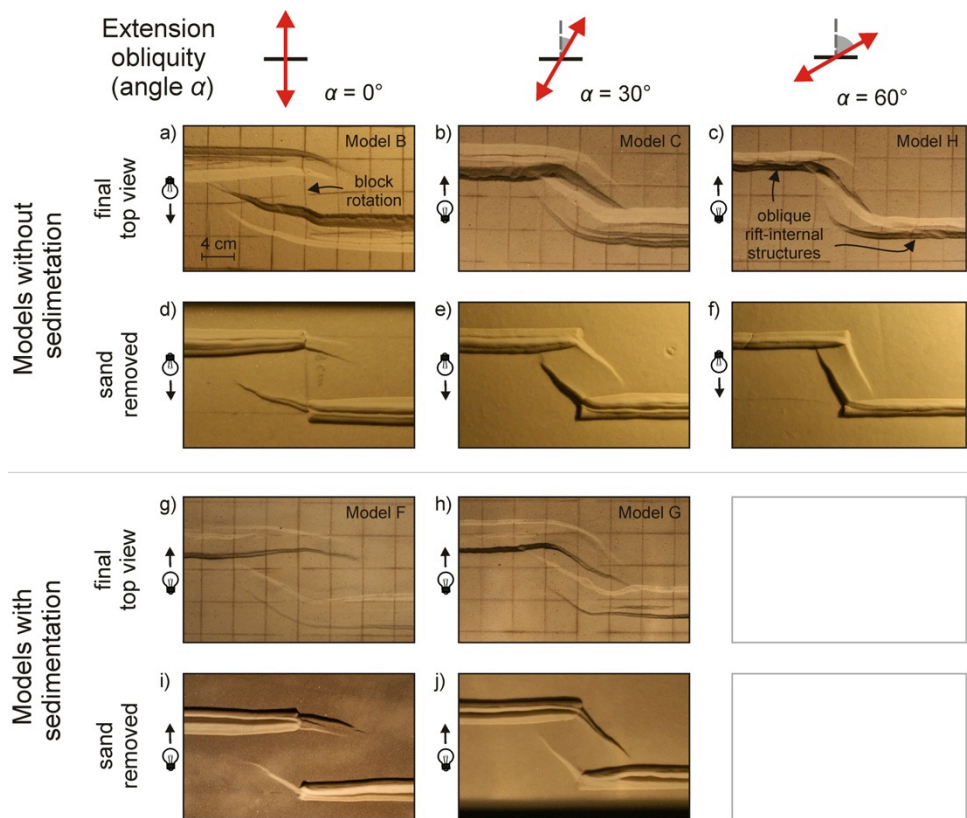 Extension
obliquity
(angle α)
α = 0°
α = 30°
α = 60°
Models without
sedimetation
final
top view
a)
Model B
block
rotation
4 cm
b)
Model C
c)
Model H
oblique
rift-internal
structures
sand
removed
d)
e)
f)
Models with
sedimentation
final
top view
g)
Model F
h)
Model G
sand
removed
i)
j)